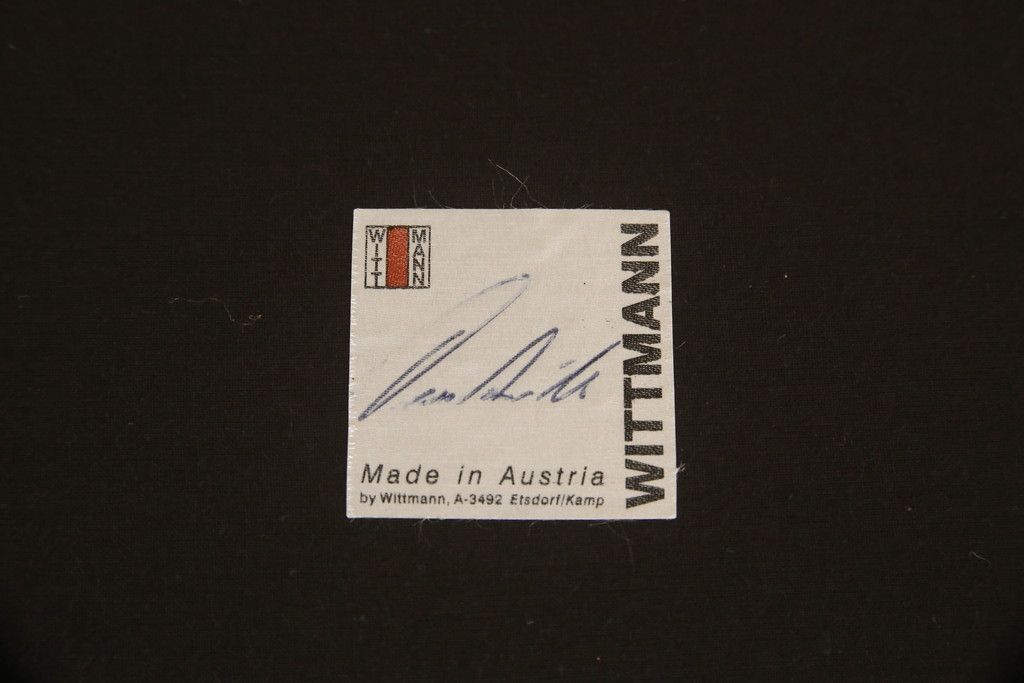 WITT MANN
WITTMANN
Made in Austria
by Wittmann, A-3492 Etsdorf/Kamp